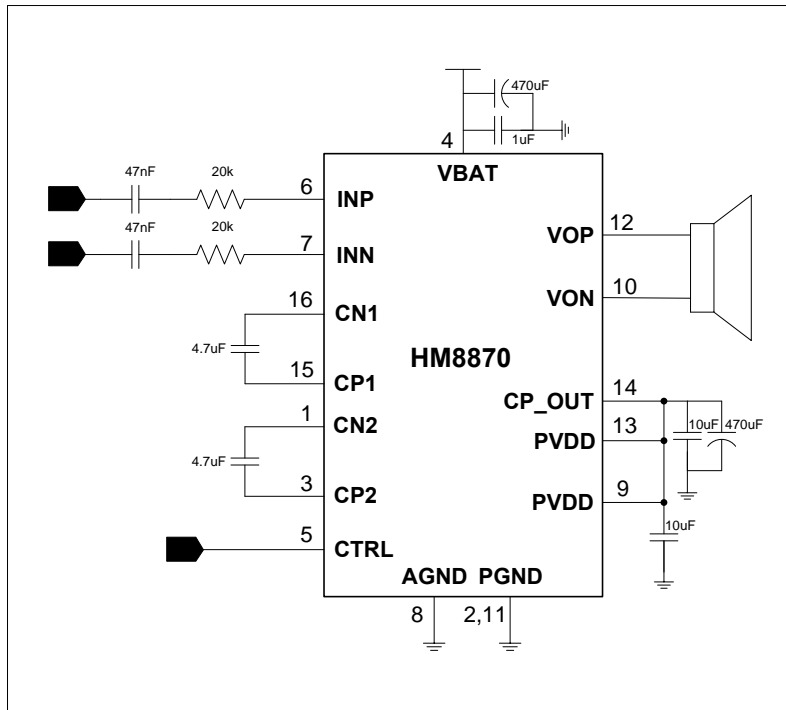 470uF
1uF
4
VBAT
47nF 20k
6 INP
47nF 20k
7 INN
12 VOP
10 VON
16 CN1
4.7uF
15 CP1
HM8870
14 CP_OUT
1 CN2
10uF 470uF
13 PVDD
4.7uF
3 CP2
9 PVDD
10uF
5 CTRL
AGND PGND
8 2,11